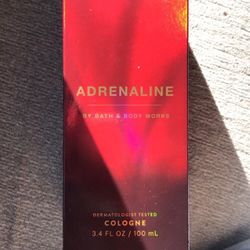 ADRENALINE
BY BATH & BODY WORKS
DERMATOLOGIST TESTED
COLOGNE
3.4 FL OZ / 100 mL